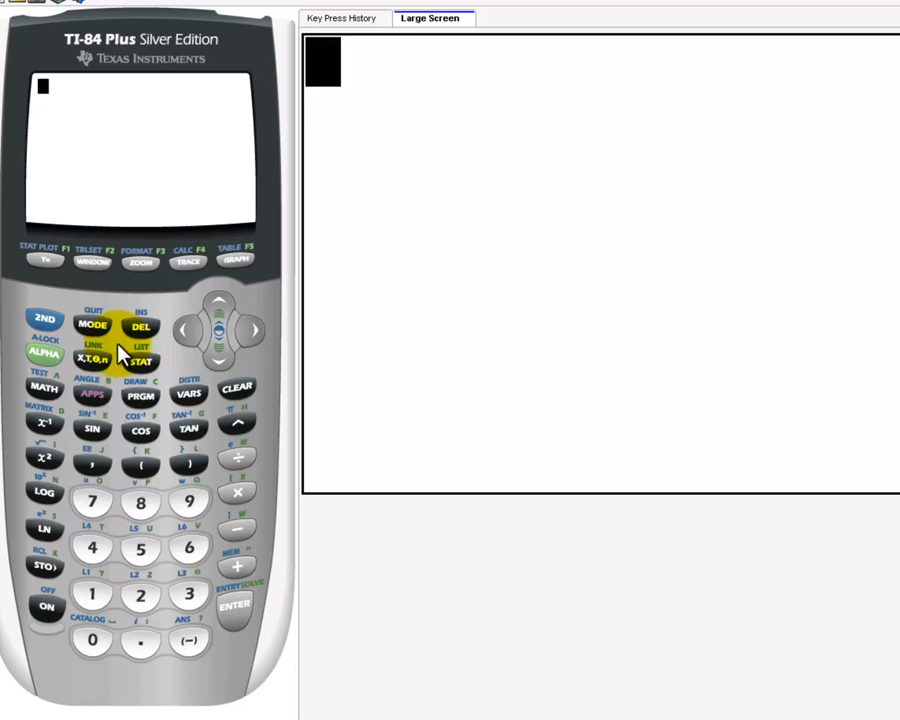 Key Press History Large Screen
TI-84 Plus Silver Edition
TEXAS INSTRUMENTS
STAT PLOT F1 TBLSET F2 FORMAT F3 CALC F4 TABLE F5
Y= WINDOW ZOOM TRACE GRAPH
QUIT INS
2ND MODE DEL
A-LOCK LINK LIST
ALPHA X,T,Θ,n STAT
TEST A ANGLE B DRAW C DISTR
MATH APPS PRGM VARS CLEAR
MATRIX D SIN⁻¹ E COS⁻¹ F TAN⁻¹ G π H
x⁻¹ SIN COS TAN ^
√ I EE J { K } L e M
x² , ( ) ÷
10ˣ N u O v P w Q [ R
LOG 7 8 9 ×
eˣ S L4 T L5 U L6 V ] W
LN 4 5 6 −
RCL X L1 Y L2 Z L3 θ MEM "
STO› 1 2 3 +
OFF ENTRY SOLVE
ON ENTER
CATALOG ⎵ i : ANS ?
0 . (−)